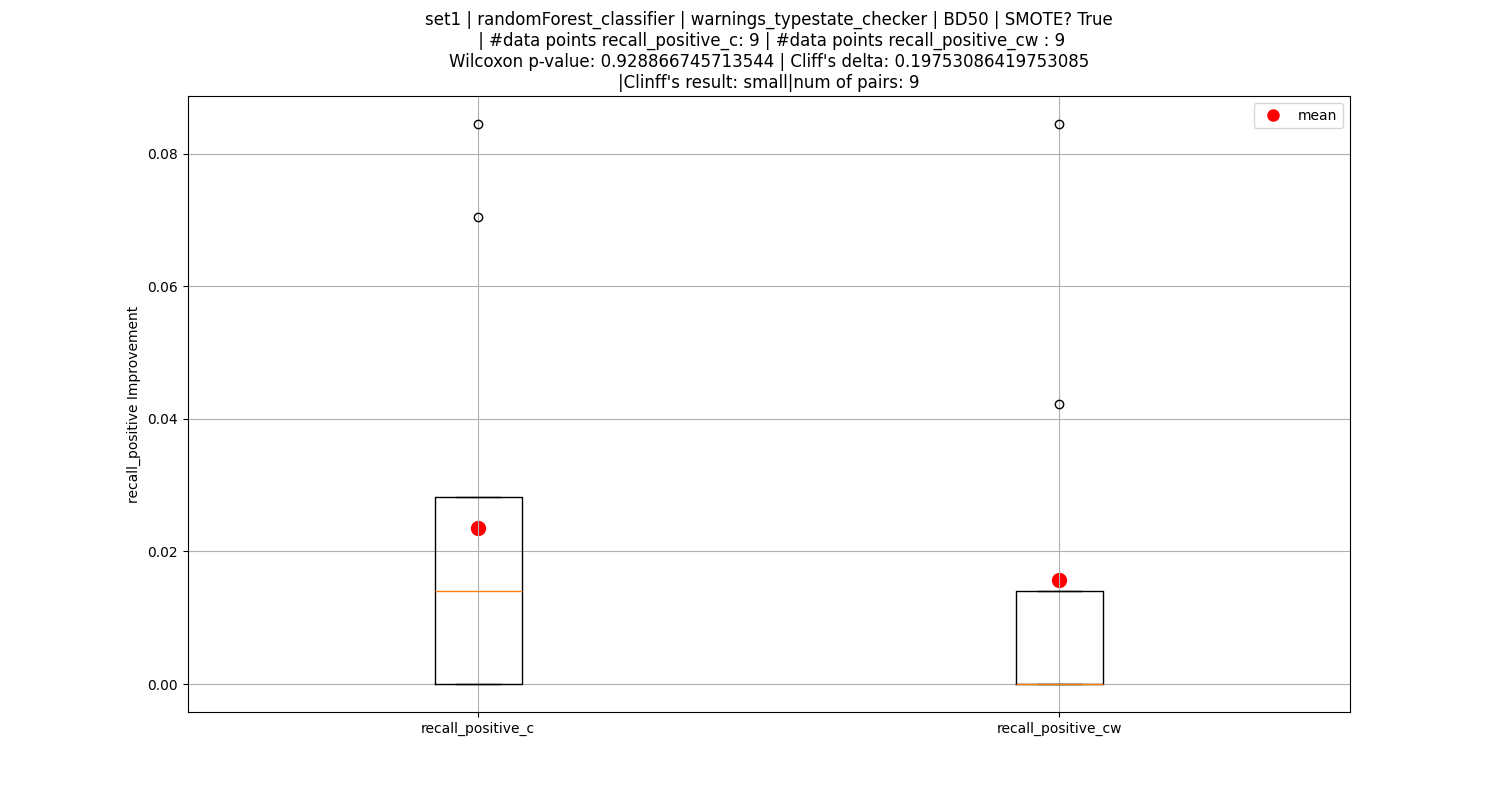 set1 | randomForest_classifier | warnings_typestate_checker | BD50 | SMOTE? True
| #data points recall_positive_c: 9 | #data points recall_positive_cw : 9
Wilcoxon p-value: 0.928866745713544 | Cliff's delta: 0.19753086419753085
|Clinff's result: small|num of pairs: 9
mean
0.08
0.06
0.04
0.02
0.00
recall_positive Improvement
recall_positive_c
recall_positive_cw